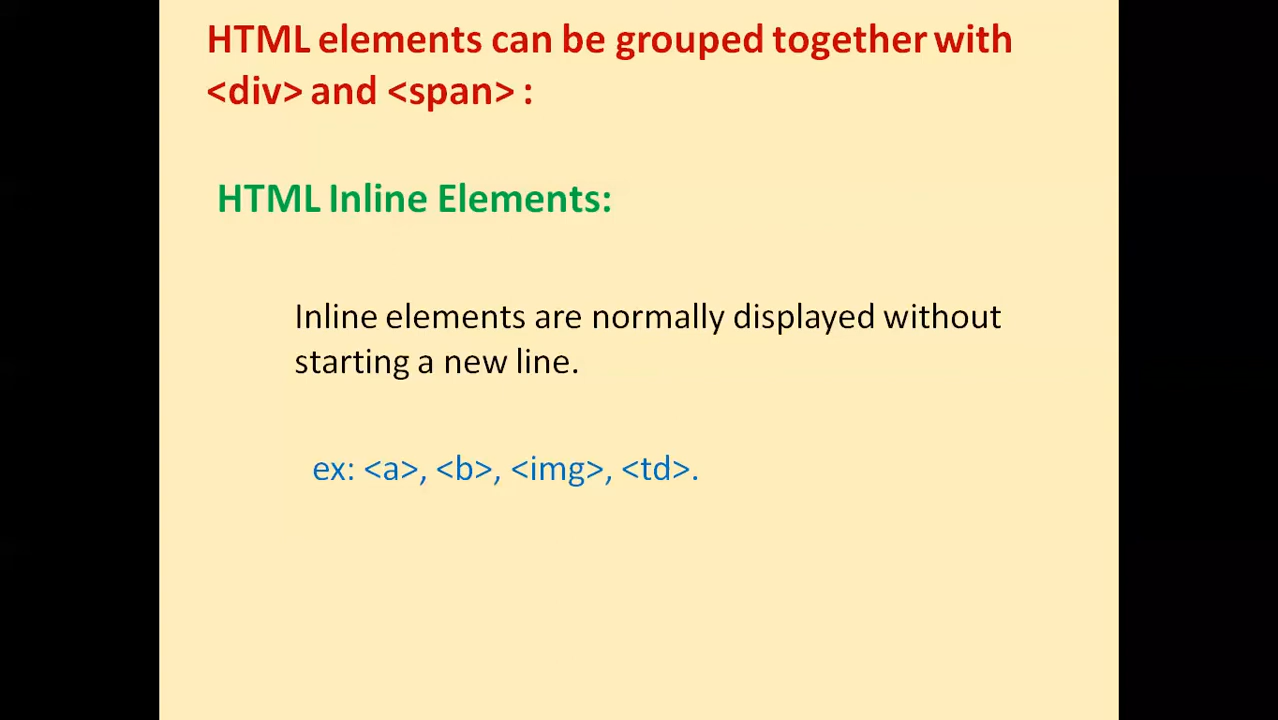 HTML elements can be grouped together with
<div> and <span> :
HTML Inline Elements:
Inline elements are normally displayed without
starting a new line.
ex: <a>, <b>, <img>, <td>.